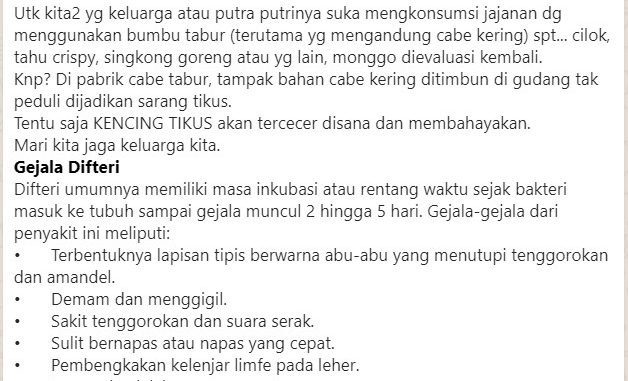 Utk kita2 yg keluarga atau putra putrinya suka mengkonsumsi jajanan dg
menggunakan bumbu tabur (terutama yg mengandung cabe kering) spt... cilok,
tahu crispy, singkong goreng atau yg lain, monggo dievaluasi kembali.
Knp? Di pabrik cabe tabur, tampak bahan cabe kering ditimbun di gudang tak
peduli dijadikan sarang tikus.
Tentu saja KENCING TIKUS akan tercecer disana dan membahayakan.
Mari kita jaga keluarga kita.
Gejala Difteri
Difteri umumnya memiliki masa inkubasi atau rentang waktu sejak bakteri
masuk ke tubuh sampai gejala muncul 2 hingga 5 hari. Gejala-gejala dari
penyakit ini meliputi:
• Terbentuknya lapisan tipis berwarna abu-abu yang menutupi tenggorokan
dan amandel.
• Demam dan menggigil.
• Sakit tenggorokan dan suara serak.
• Sulit bernapas atau napas yang cepat.
• Pembengkakan kelenjar limfe pada leher.